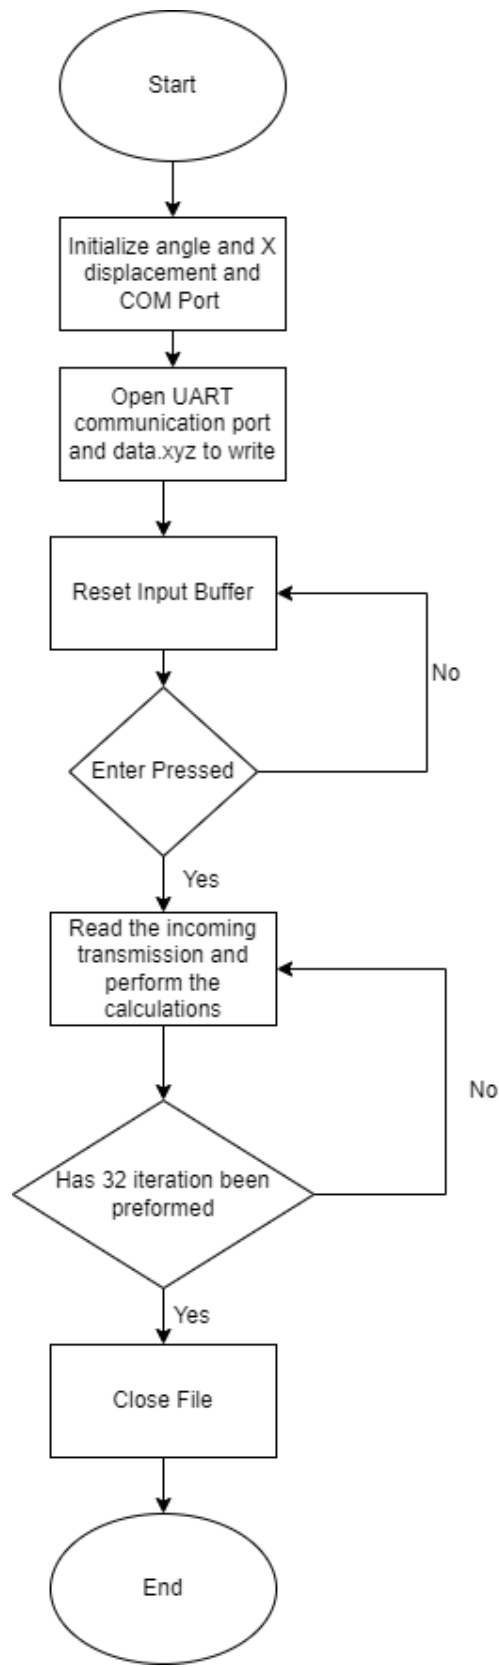 Start
Initialize angle and X
displacement and
COM Port
Open UART
communication port
and data.xyz to write
Reset Input Buffer
No
Enter Pressed
Yes
Read the incoming
transmission and
perform the
calculations
No
Has 32 iteration been
preformed
Yes
Close File
End